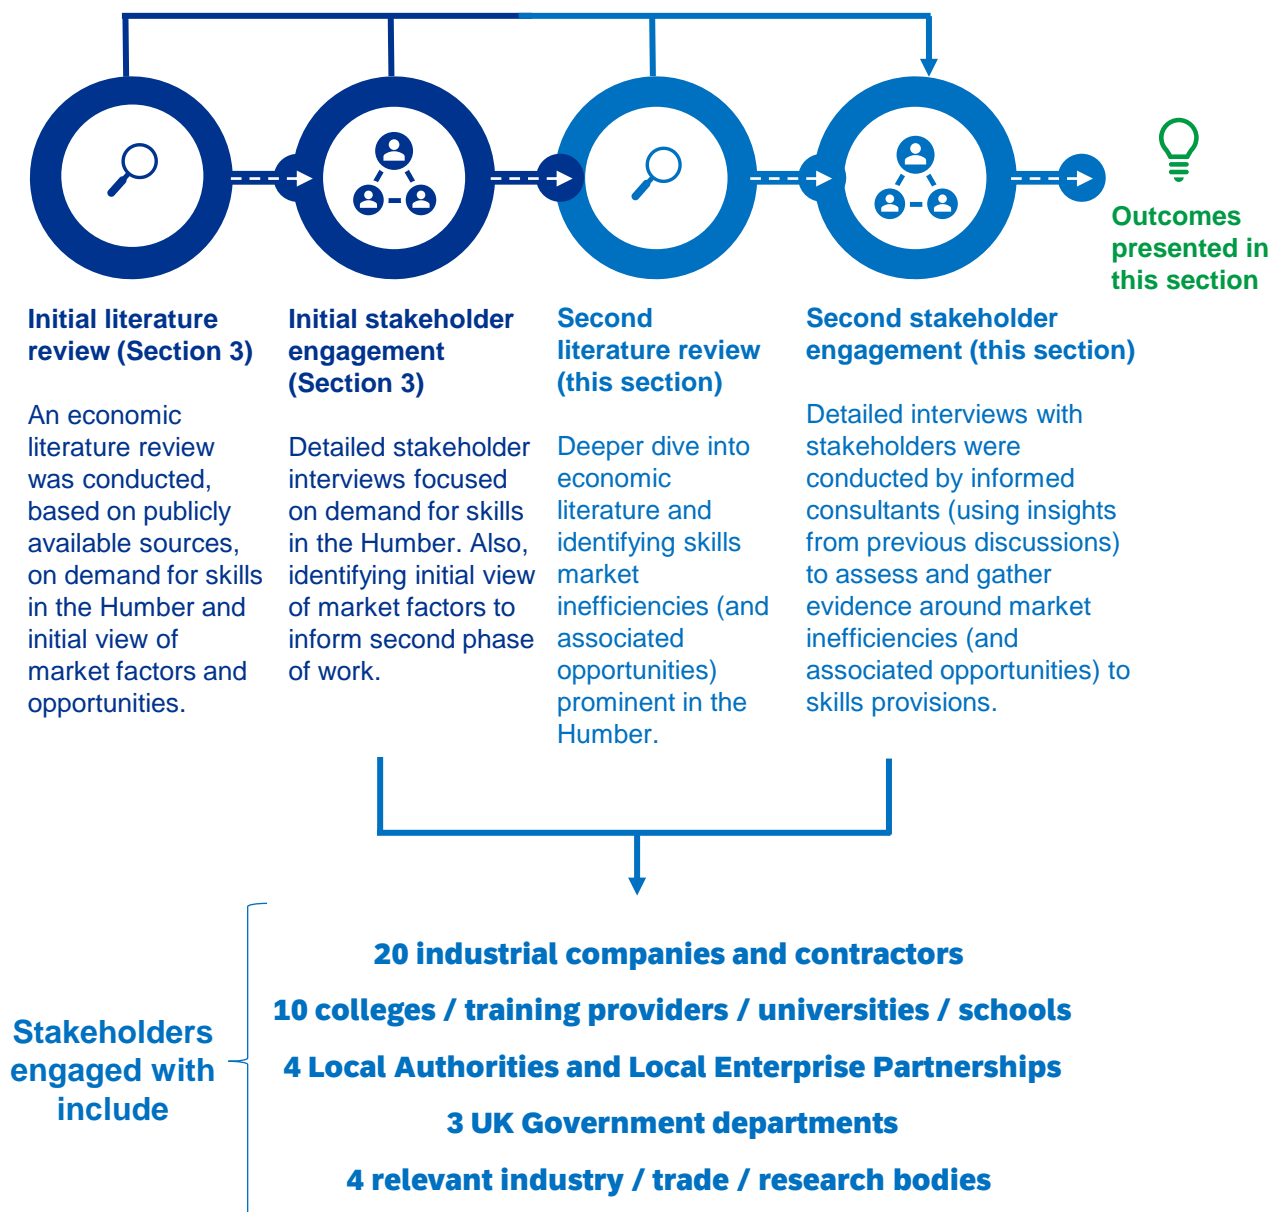 Outcomes
presented in
this section
Initial literature
review (Section 3)
An economic
literature review
was conducted,
based on publicly
available sources,
on demand for skills
in the Humber and
initial view of
market factors and
opportunities.
Initial stakeholder
engagement
(Section 3)
Detailed stakeholder
interviews focused
on demand for skills
in the Humber. Also,
identifying initial view
of market factors to
inform second phase
of work.
Second
literature review
(this section)
Deeper dive into
economic
literature and
identifying skills
market
inefficiencies (and
associated
opportunities)
prominent in the
Humber.
Second stakeholder
engagement (this section)
Detailed interviews with
stakeholders were
conducted by informed
consultants (using insights
from previous discussions)
to assess and gather
evidence around market
inefficiencies (and
associated opportunities) to
skills provisions.
Stakeholders
engaged with
include
20 industrial companies and contractors
10 colleges / training providers / universities / schools
4 Local Authorities and Local Enterprise Partnerships
3 UK Government departments
4 relevant industry / trade / research bodies